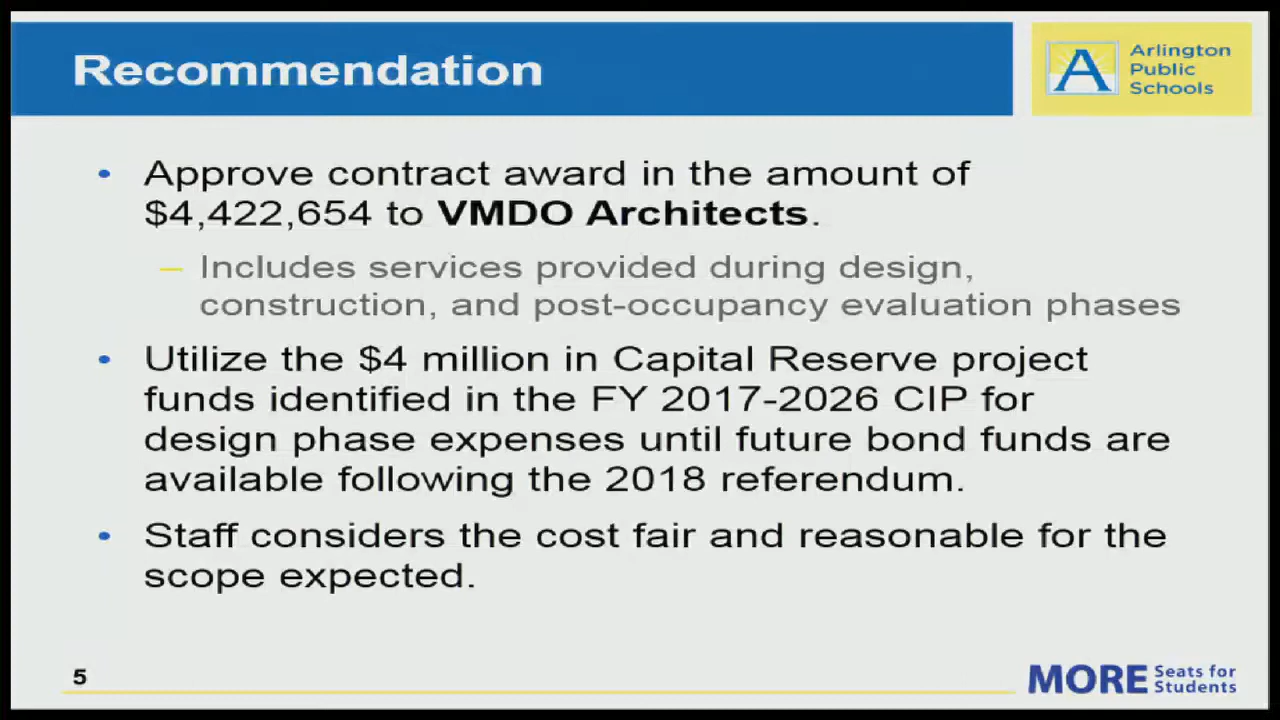 Recommendation
Arlington
Public
Schools
A
• Approve contract award in the amount of
$4,422,654 to VMDO Architects.
– Includes services provided during design,
construction, and post-occupancy evaluation phases
• Utilize the $4 million in Capital Reserve project
funds identified in the FY 2017-2026 CIP for
design phase expenses until future bond funds are
available following the 2018 referendum.
• Staff considers the cost fair and reasonable for the
scope expected.
5
MORE Seats for
Students